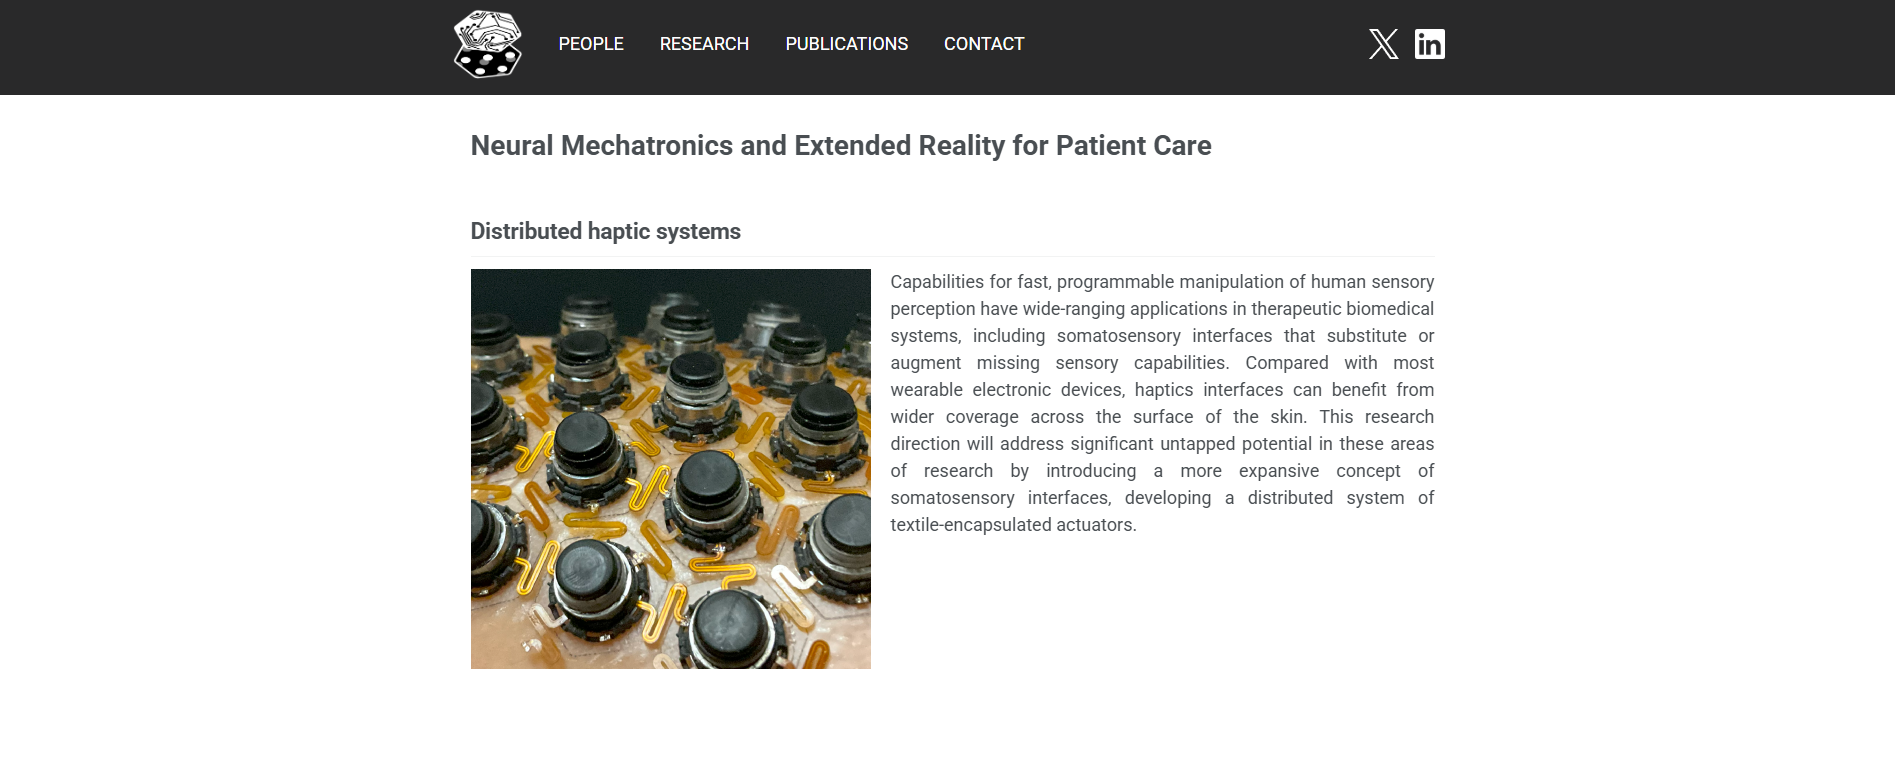 PEOPLE RESEARCH PUBLICATIONS CONTACT
Neural Mechatronics and Extended Reality for Patient Care
Distributed haptic systems
Capabilities for fast, programmable manipulation of human sensory
perception have wide-ranging applications in therapeutic biomedical
systems, including somatosensory interfaces that substitute or
augment missing sensory capabilities. Compared with most
wearable electronic devices, haptics interfaces can benefit from
wider coverage across the surface of the skin. This research
direction will address significant untapped potential in these areas
of research by introducing a more expansive concept of
somatosensory interfaces, developing a distributed system of
textile-encapsulated actuators.